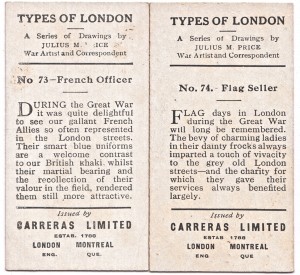 TYPES OF LONDON
A Series of Drawings by
JULIUS M. PRICE
War Artist and Correspondent
No 73—French Officer
DURING the Great War
it was quite delightful
to see our gallant French
Allies so often represented
in the London streets.
Their smart blue uniforms
are a welcome contrast
to our British khaki. whilst
their martial bearing and
the recollection of their
valour in the field, rendered
them still more attractive.
Issued by
CARRERAS LIMITED
ESTAB. 1788
LONDON MONTREAL
ENG. QUE.
TYPES OF LONDON
A Series of Drawings by
JULIUS M. PRICE
War Artist and Correspondent
No. 74.- Flag Seller
FLAG days in London
during the Great War
will long be remembered.
The bevy of charming ladies
in their dainty frocks always
imparted a touch of vivacity
to the grey old London
streets—and the charity for
which they gave their
services always benefited
largely.
Issued by
CARRERAS LIMITED
ESTAB. 1788
LONDON MONTREAL
ENG. QUE.